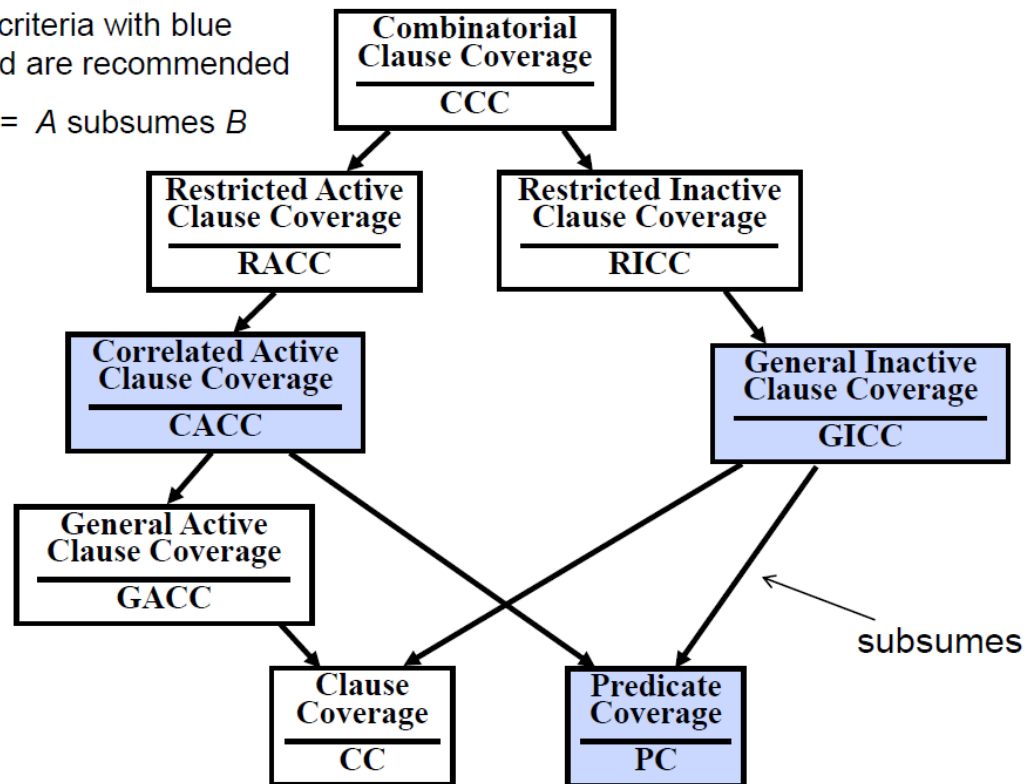 criteria with blue
d are recommended
= A subsumes B
Combinatorial
Clause Coverage
CCC
Restricted Active
Clause Coverage
RACC
Restricted Inactive
Clause Coverage
RICC
Correlated Active
Clause Coverage
CACC
General Inactive
Clause Coverage
GICC
General Active
Clause Coverage
GACC
subsumes
Clause
Coverage
CC
Predicate
Coverage
PC